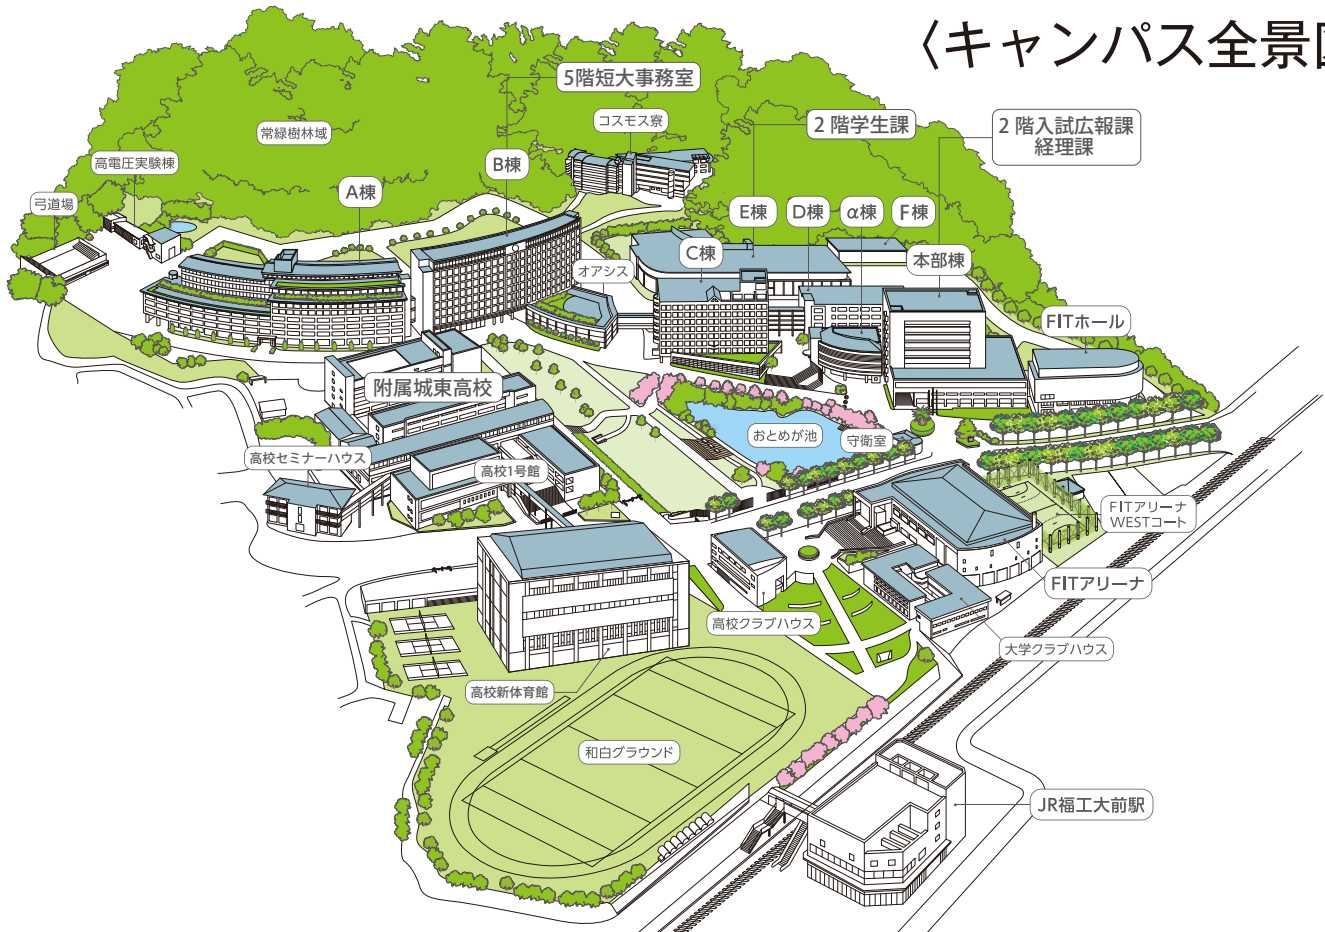 〈キャンパス全景
5階短大事務室
コスモス寮
2階学生課
2階入試広報課
経理課
常緑樹林域
高電圧実験棟
弓道場
A棟
B棟
E棟
D棟
α棟
F棟
C棟
本部棟
オアシス
FITホール
附属城東高校
おとめが池
守衛室
高校セミナーハウス
高校1号館
FITアリーナ
WESTコート
FITアリーナ
高校クラブハウス
大学クラブハウス
高校新体育館
和白グラウンド
JR福工大前駅